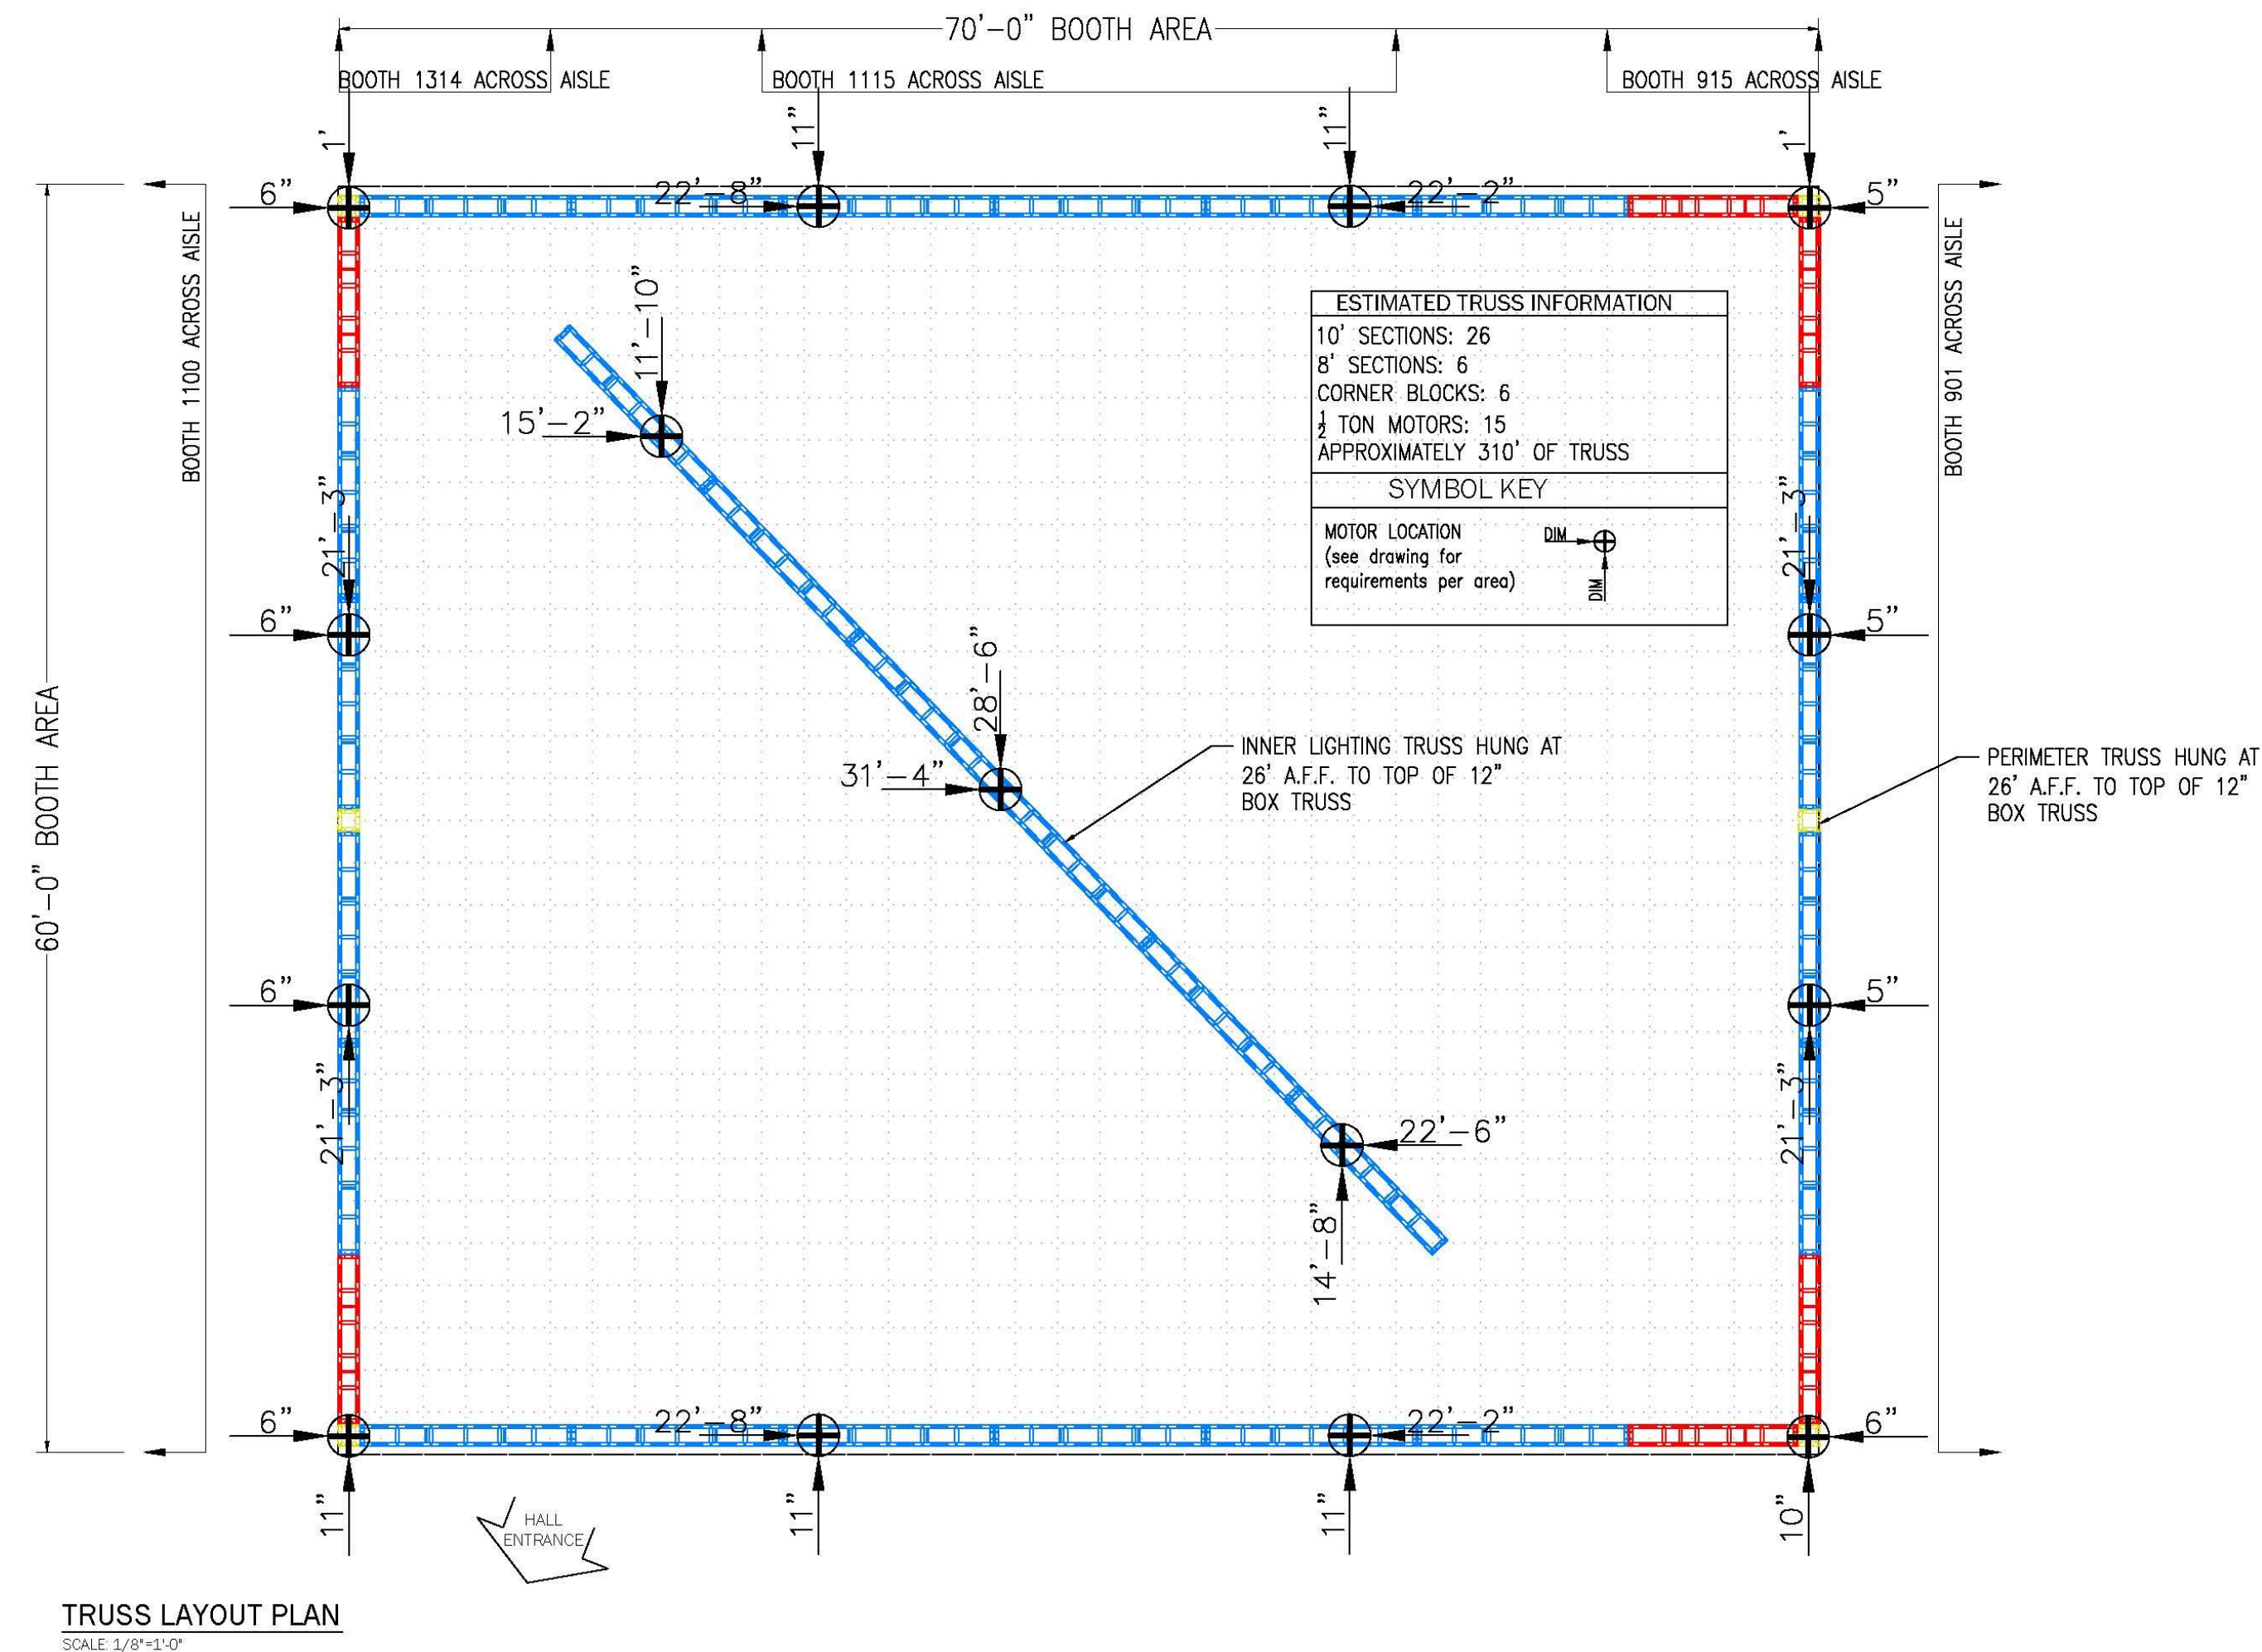 70'-0" BOOTH AREA
BOOTH 1314 ACROSS AISLE
BOOTH 1115 ACROSS AISLE
BOOTH 915 ACROSS AISLE
1'
11"
11"
1'
6"
22'-8"
22'-2"
5"
BOOTH 1100 ACROSS AISLE
BOOTH 901 ACROSS AISLE
11'-10"
15'-2"
ESTIMATED TRUSS INFORMATION
10' SECTIONS: 26
8' SECTIONS: 6
CORNER BLOCKS: 6
½ TON MOTORS: 15
APPROXIMATELY 310' OF TRUSS
SYMBOL KEY
MOTOR LOCATION
(see drawing for
requirements per area)
DIM
DIM
21'-3"
21'-3"
6"
5"
28'-6"
31'-4"
INNER LIGHTING TRUSS HUNG AT
26' A.F.F. TO TOP OF 12"
BOX TRUSS
PERIMETER TRUSS HUNG AT
26' A.F.F. TO TOP OF 12"
BOX TRUSS
60'-0" BOOTH AREA
6"
5"
21'-3"
21'-3"
22'-6"
14'-8"
6"
22'-8"
22'-2"
6"
11"
11"
11"
10"
HALL
ENTRANCE
TRUSS LAYOUT PLAN
SCALE: 1/8"=1'-0"